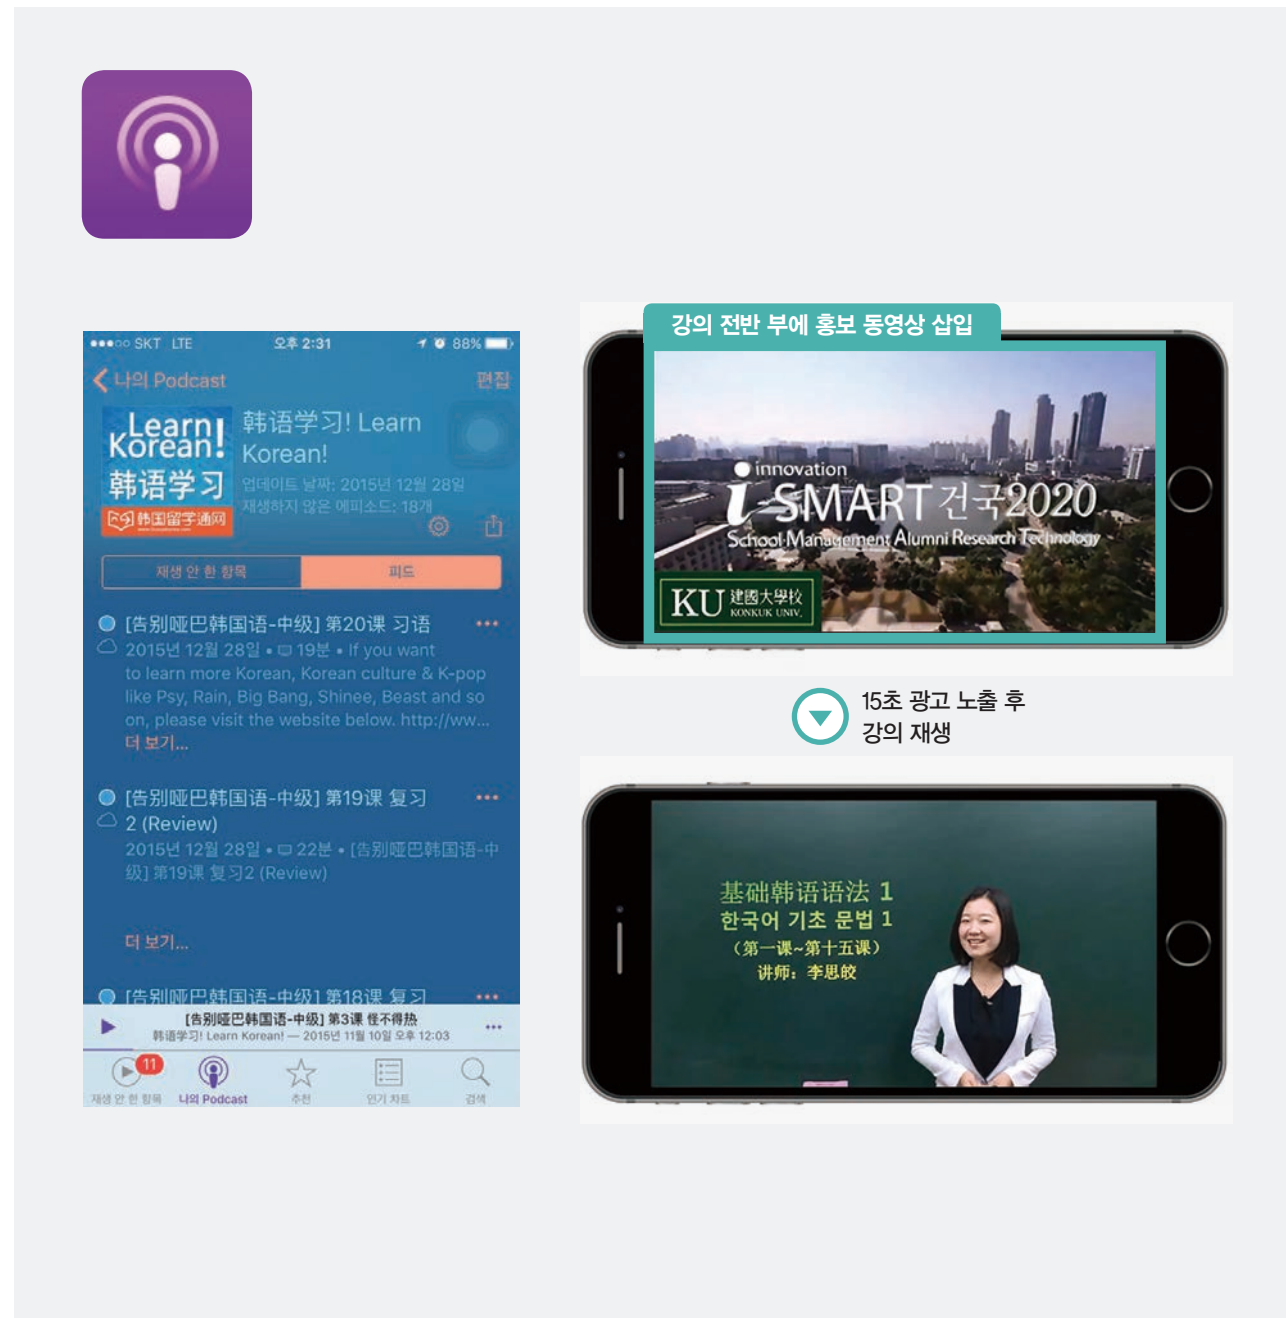 ●●●○○ SKT LTE 오후 2:31 88%
나의 Podcast 편집
Learn
Korean!
韩语学习
韩国留学通网
韩语学习! Learn
Korean!
업데이트 날짜: 2015년 12월 28일
재생하지 않은 에피소드: 18개
재생 안 한 항목 피드
[告别哑巴韩国语-中级] 第20课 习语
2015년 12월 28일 • 19분 • If you want
to learn more Korean, Korean culture & K-pop
like Psy, Rain, Big Bang, Shinee, Beast and so
on, please visit the website below. http://ww...
더 보기...
[告别哑巴韩国语-中级] 第19课 复习
2 (Review)
2015년 12월 28일 • 22분 • [告别哑巴韩国语-中
级] 第19课 复习2 (Review)
더 보기...
[告别哑巴韩国语-中级] 第18课 复习
[告别哑巴韩国语-中级] 第3课 怪不得热
韩语学习! Learn Korean! — 2015년 11월 10일 오후 12:03
11
재생 안 한 항목 나의 Podcast 추천 인기 차트 검색
강의 전반 부에 홍보 동영상 삽입
innovation
i-SMART 건국2020
School Management Alumni Research Technology
KU 建國大學校
KONKUK UNIV.
15초 광고 노출 후
강의 재생
基础韩语语法 1
한국어 기초 문법 1
(第一课~第十五课)
讲师: 李思皎